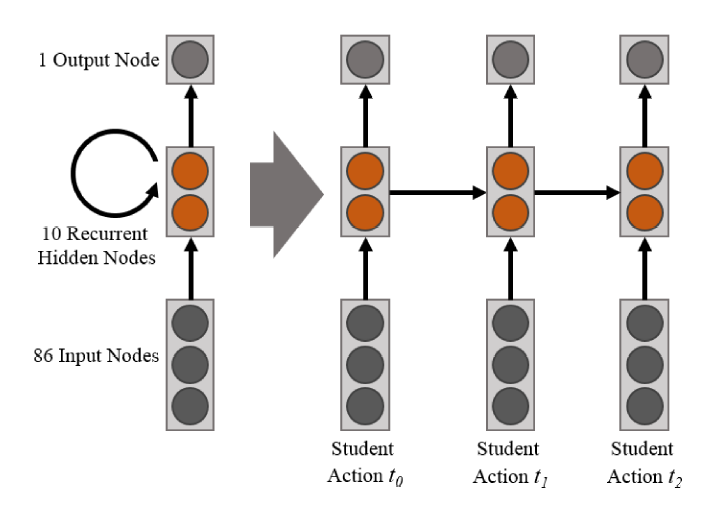 1 Output Node
10 Recurrent
Hidden Nodes
86 Input Nodes
Student
Action t0
Student
Action t1
Student
Action t2